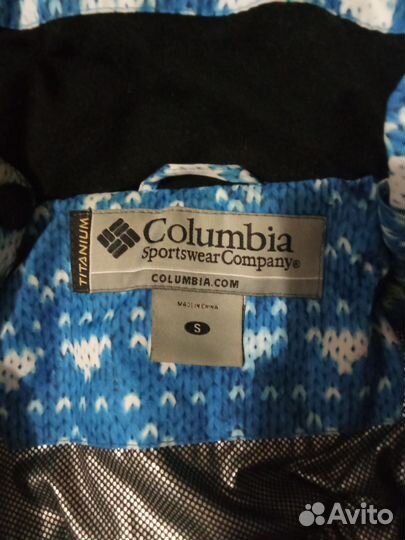 TITANIUM
Columbia
Sportswear Company®
COLUMBIA.COM
MADE IN CHINA
S
Avito